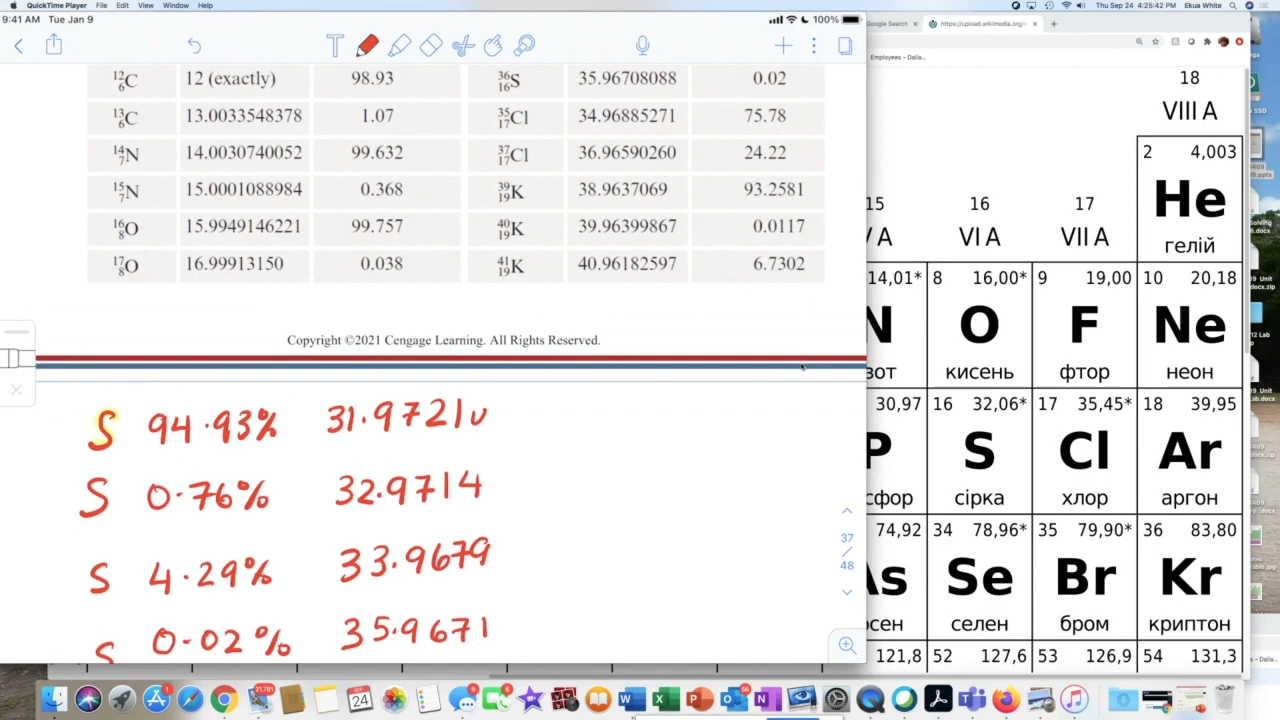 QuickTime Player File Edit View Window Help
Thu Sep 24 4:25:42 PM Ekua White
9:41 AM Tue Jan 9
100%
Google Search
https://upload.wikimedia.org/
Employees – Dalla...
¹²₆C 12 (exactly) 98.93 ³⁶₁₆S 35.96708088 0.02
¹³₆C 13.0033548378 1.07 ³⁵₁₇Cl 34.96885271 75.78
¹⁴₇N 14.0030740052 99.632 ³⁷₁₇Cl 36.96590260 24.22
¹⁵₇N 15.0001088984 0.368 ³⁹₁₉K 38.9637069 93.2581
¹⁶₈O 15.9949146221 99.757 ⁴⁰₁₉K 39.96399867 0.0117
¹⁷₈O 16.99913150 0.038 ⁴¹₁₉K 40.96182597 6.7302
Copyright ©2021 Cengage Learning. All Rights Reserved.
S 94.93% 31.9721u
S 0.76% 32.9714
S 4.29% 33.9679
S 0.02% 35.9671
37
/
48
18
VIII A
2 4,003
He
гелій
15 16 17
V A VI A VII A
14,01* 8 16,00* 9 19,00 10 20,18
N O F Ne
зот кисень фтор неон
30,97 16 32,06* 17 35,45* 18 39,95
P S Cl Ar
сфор сірка хлор аргон
74,92 34 78,96* 35 79,90* 36 83,80
As Se Br Kr
рсен селен бром криптон
121,8 52 127,6 53 126,9 54 131,3